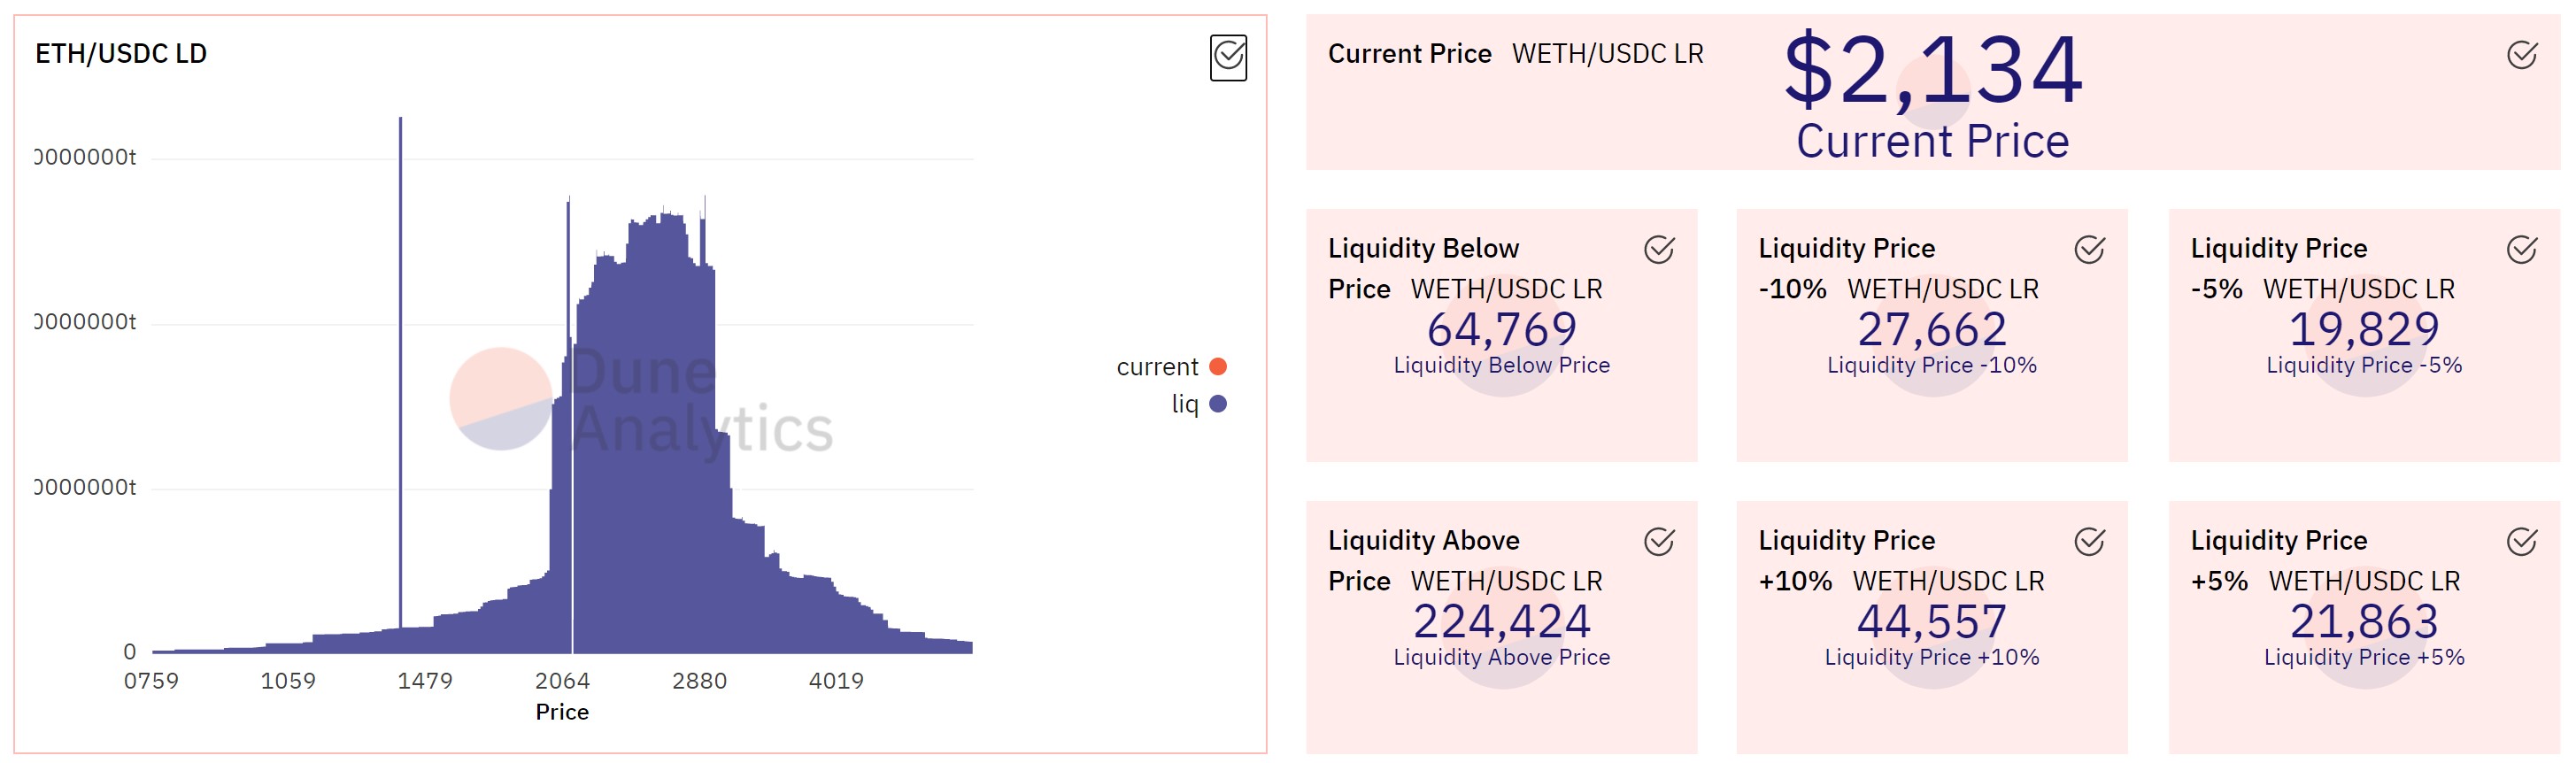 ETH/USDC LD
0000000t
0000000t
0000000t
0
0759 1059 1479 2064 2880 4019
Price
current
liq
Dune
Analytics
Current Price WETH/USDC LR
$2,134
Current Price
Liquidity Below
Price WETH/USDC LR
64,769
Liquidity Below Price
Liquidity Price
-10% WETH/USDC LR
27,662
Liquidity Price -10%
Liquidity Price
-5% WETH/USDC LR
19,829
Liquidity Price -5%
Liquidity Above
Price WETH/USDC LR
224,424
Liquidity Above Price
Liquidity Price
+10% WETH/USDC LR
44,557
Liquidity Price +10%
Liquidity Price
+5% WETH/USDC LR
21,863
Liquidity Price +5%